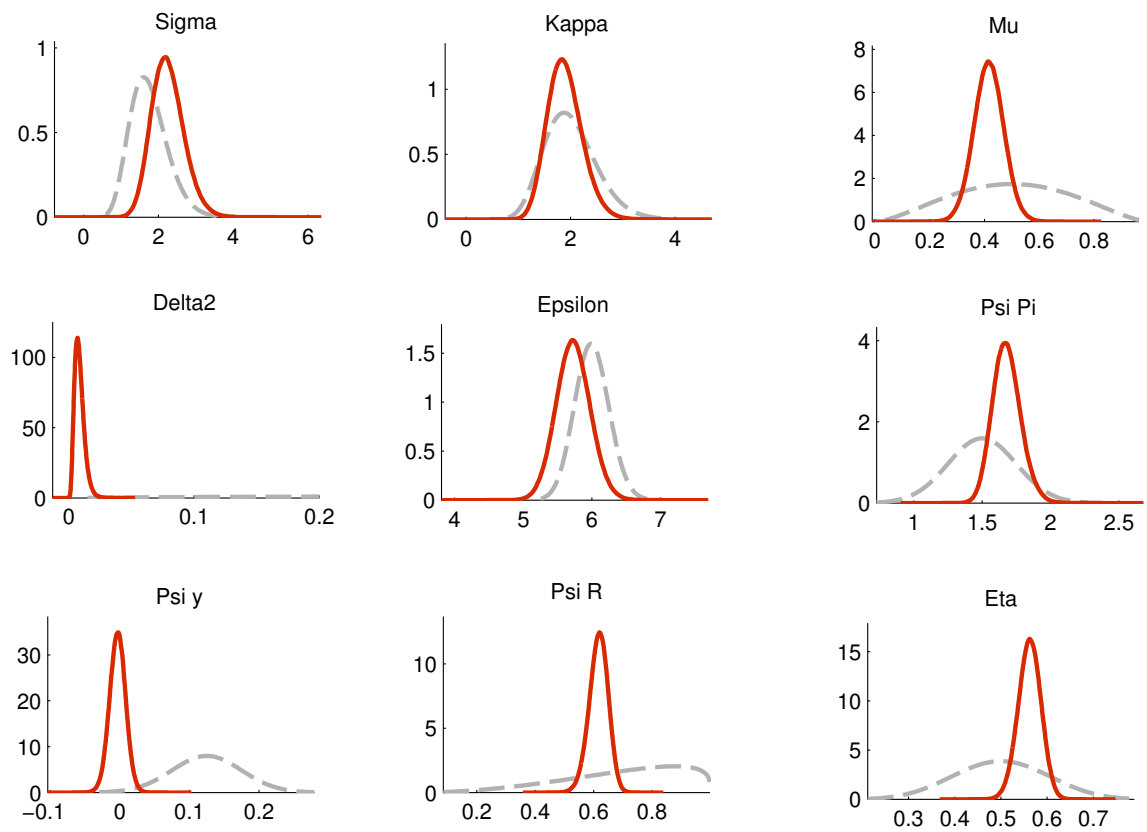 Sigma
1
0.5
0
0 2 4 6
Kappa
1
0.5
0
0 2 4
Mu
8
6
4
2
0
0 0.2 0.4 0.6 0.8
Delta2
100
50
0
0 0.1 0.2
Epsilon
1.5
1
0.5
0
4 5 6 7
Psi Pi
4
2
0
1 1.5 2 2.5
Psi y
30
20
10
0
−0.1 0 0.1 0.2
Psi R
10
5
0
0.2 0.4 0.6 0.8
Eta
15
10
5
0
0.3 0.4 0.5 0.6 0.7